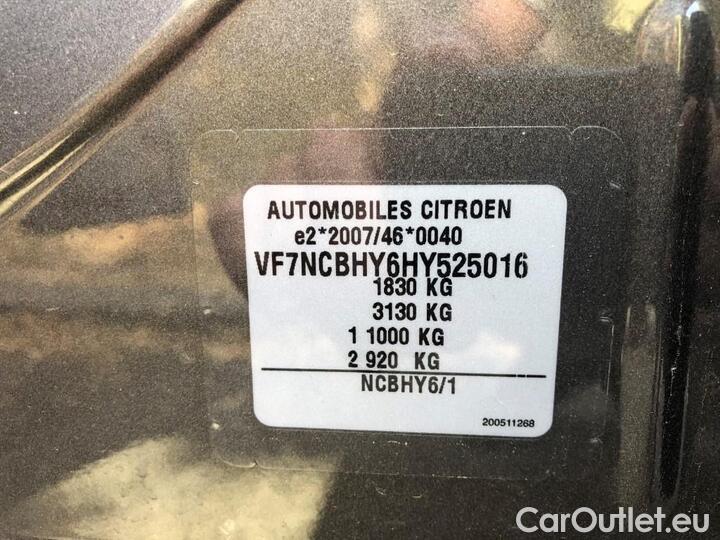 AUTOMOBILES CITROEN
e2*2007/46*0040
VF7NCBHY6HY525016
1830 KG
3130 KG
1 1000 KG
2 920 KG
NCBHY6/1
200511268
CarOutlet.eu